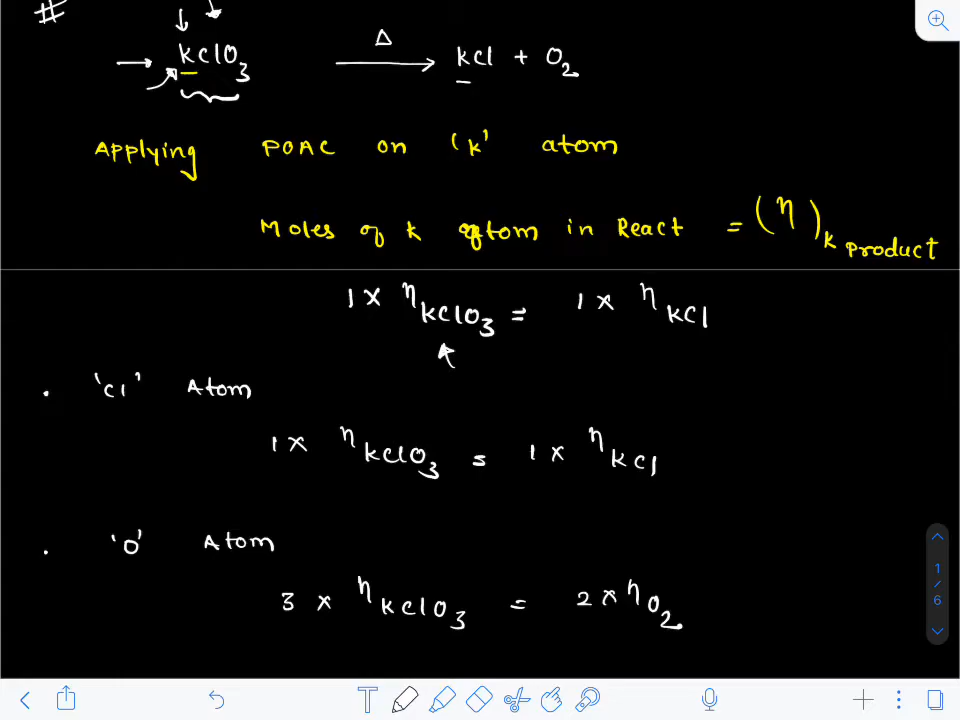 #
kClO3 Δ kCl + O2
Applying POAC on 'k' atom
Moles of k atom in React = (η)k product
1 × ηkClO3 = 1 × ηkCl
. 'Cl' Atom
1 × ηkClO3 = 1 × ηkCl
. 'O' Atom
3 × ηkClO3 = 2 × ηO2
1
/
6
T